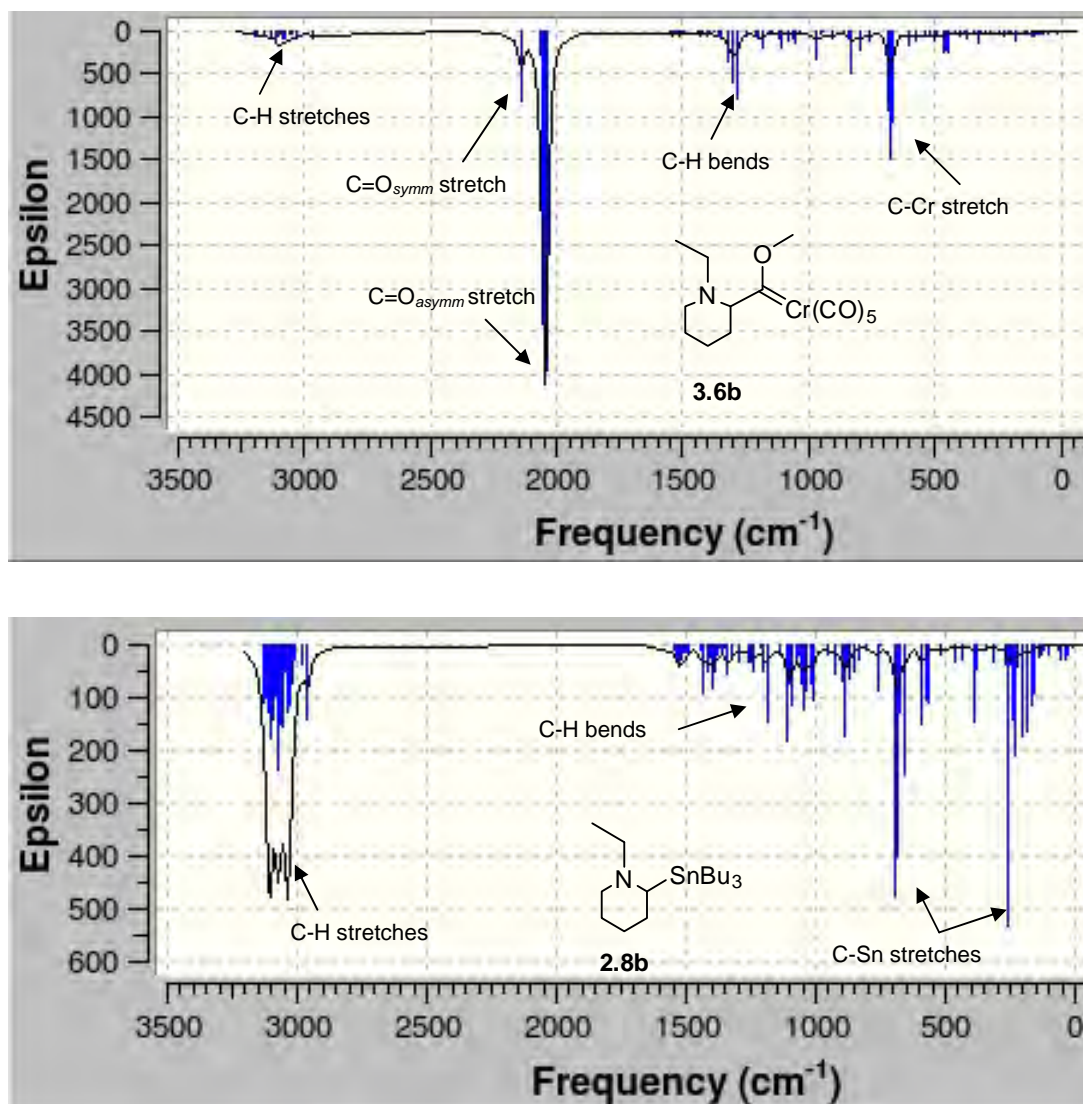 0
500
1000
1500
2000
2500
3000
3500
4000
4500
Epsilon
C-H stretches
C=Osymm stretch
C=Oasymm stretch
C-H bends
C-Cr stretch
O
N
Cr(CO)5
3.6b
3500 3000 2500 2000 1500 1000 500 0
Frequency (cm-1)
0
100
200
300
400
500
600
Epsilon
C-H bends
N
SnBu3
C-H stretches
2.8b
C-Sn stretches
3500 3000 2500 2000 1500 1000 500 0
Frequency (cm-1)